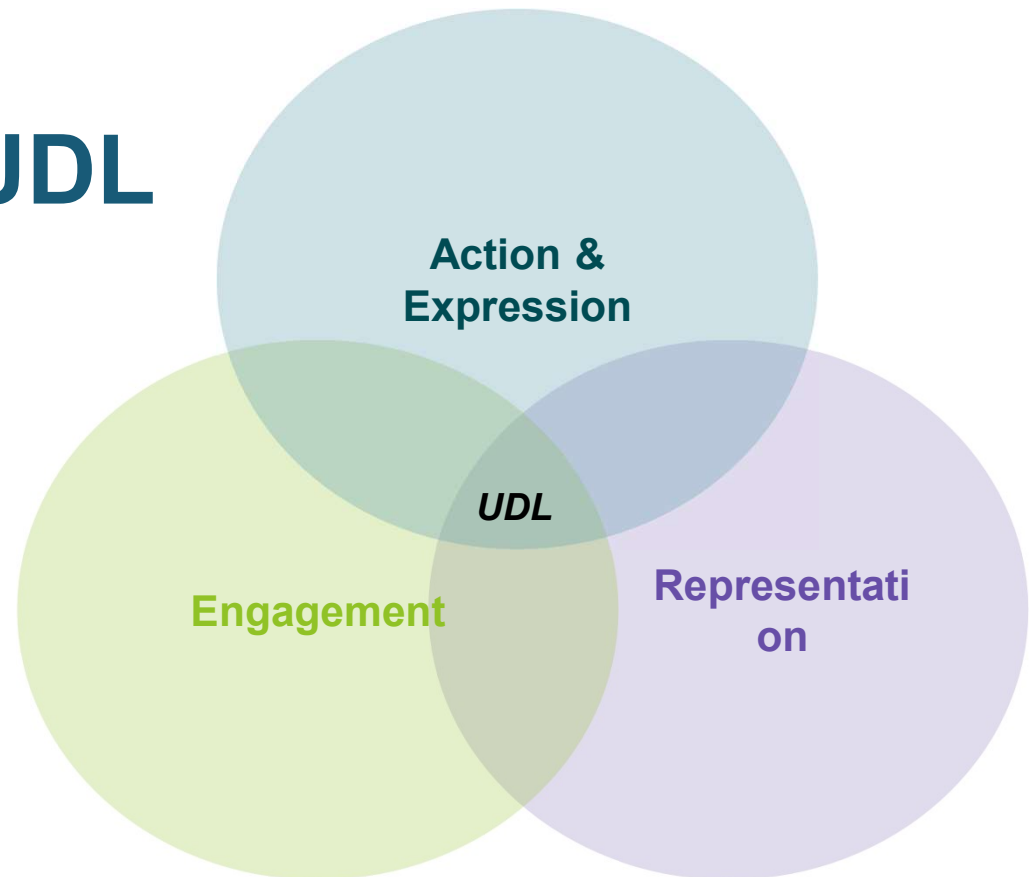 UDL
Action &
Expression
UDL
Engagement
Representati
on